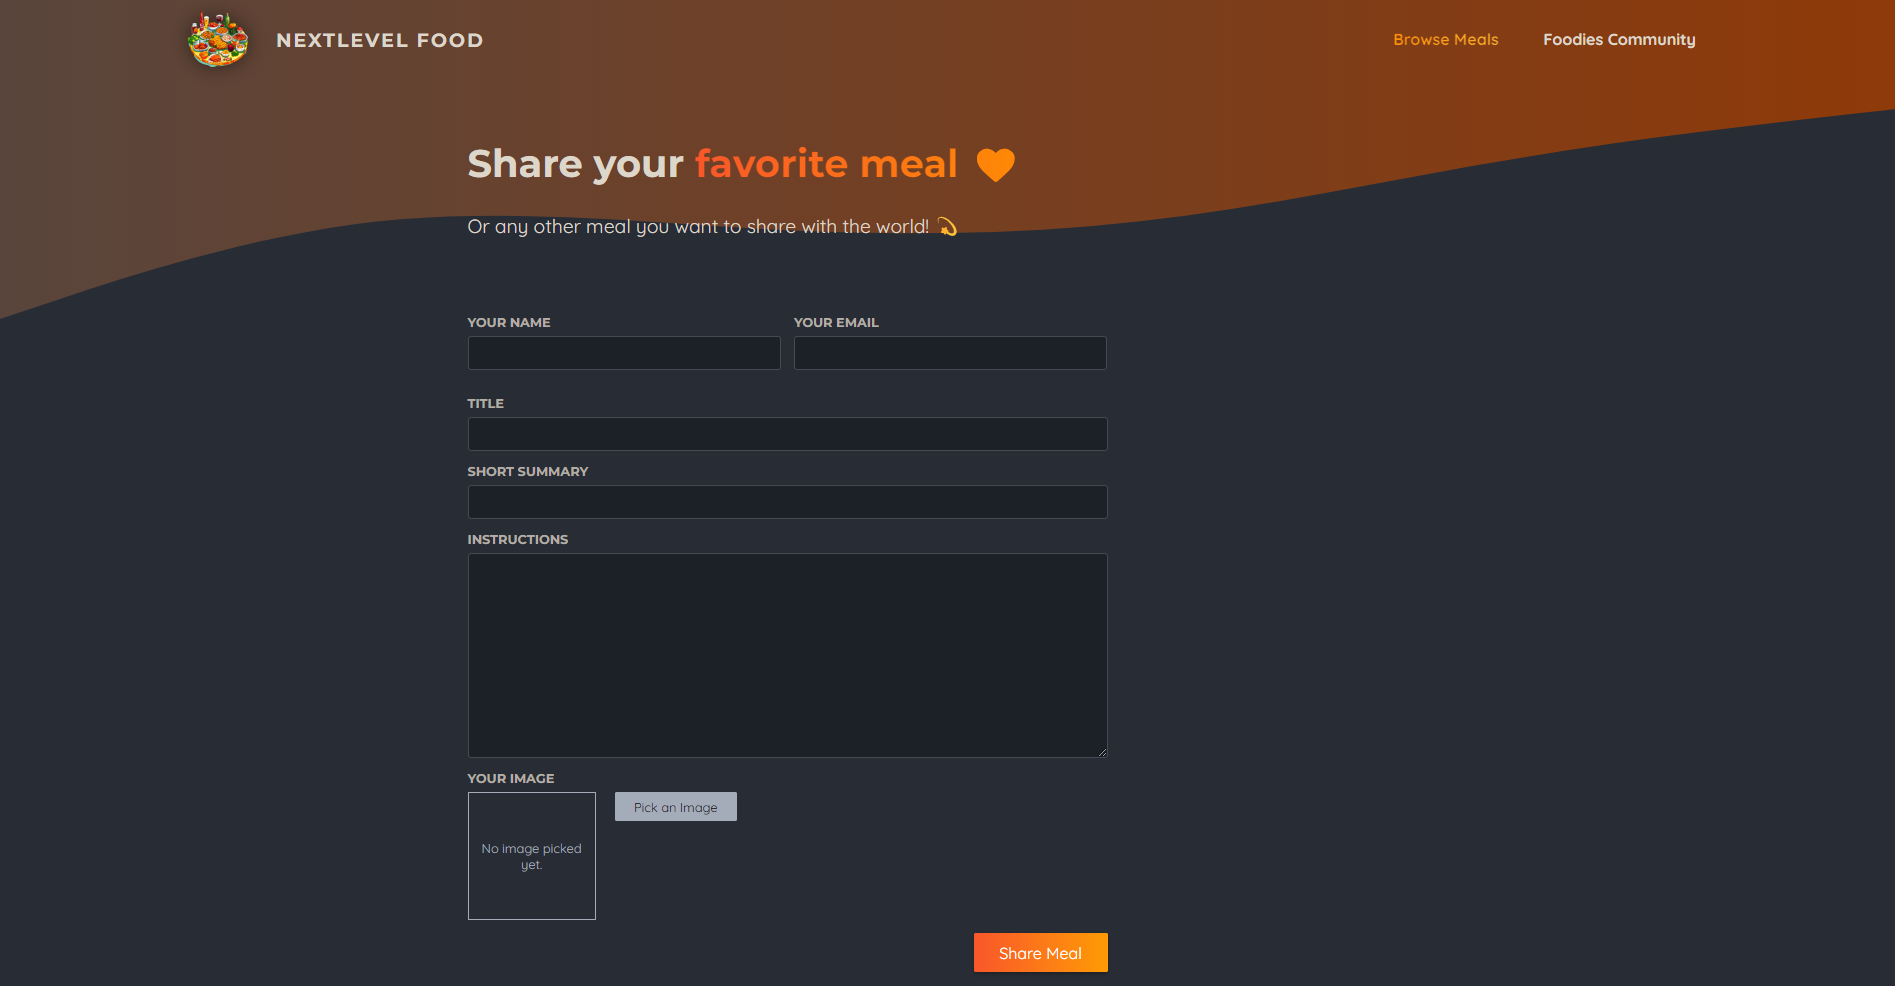 NEXTLEVEL FOOD
Browse Meals
Foodies Community
Share your favorite meal 🧡
Or any other meal you want to share with the world! 💫
YOUR NAME
YOUR EMAIL
TITLE
SHORT SUMMARY
INSTRUCTIONS
YOUR IMAGE
No image picked
yet.
Pick an Image
Share Meal